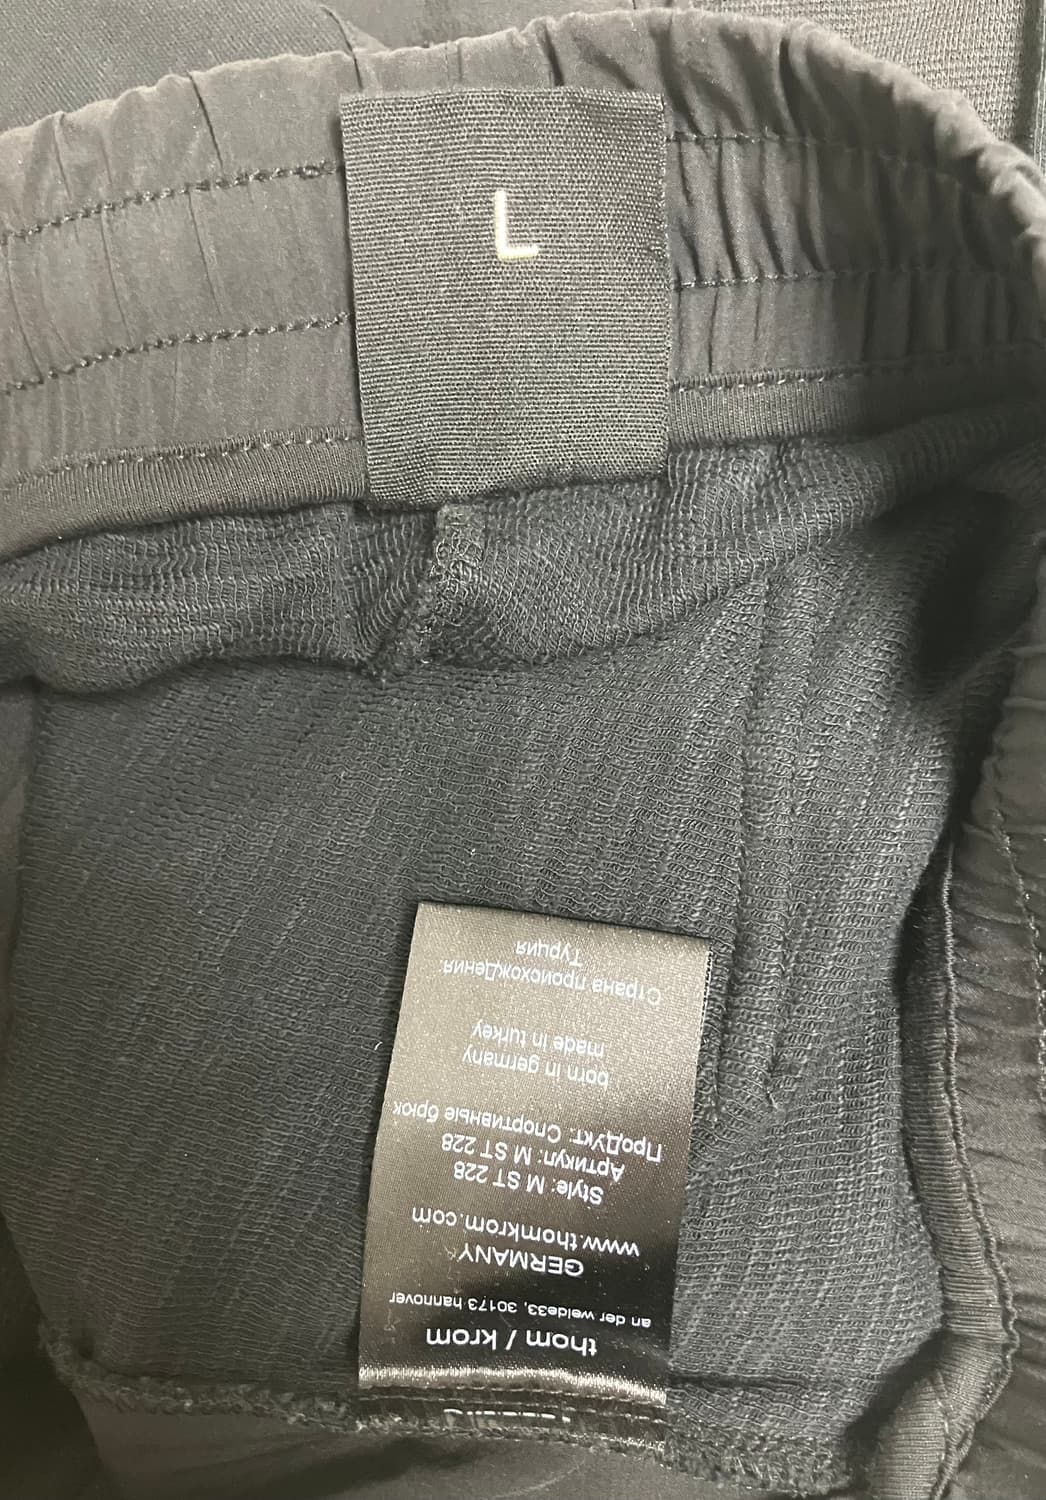 L
thom / krom
an der weide33, 30173 hannover
GERMANY
www.thomkrom.com
Style: M ST 228
Артикул: M ST 228
ПроДУКТ: Спортивные брюк
born in germany
made in turkey
Страна происхожДения:
Турция